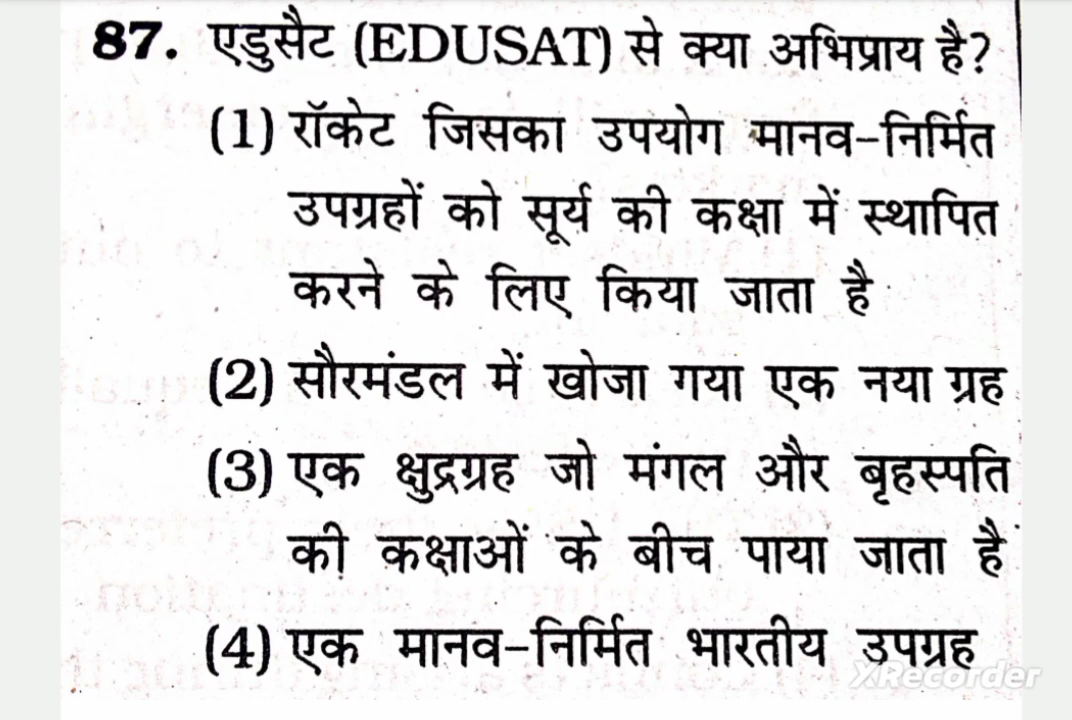 87. एडुसैट (EDUSAT) से क्या अभिप्राय है?
(1) रॉकेट जिसका उपयोग मानव-निर्मित
उपग्रहों को सूर्य की कक्षा में स्थापित
करने के लिए किया जाता है
(2) सौरमंडल में खोजा गया एक नया ग्रह
(3) एक क्षुद्रग्रह जो मंगल और बृहस्पति
की कक्षाओं के बीच पाया जाता है
(4) एक मानव-निर्मित भारतीय उपग्रह
XRecorder